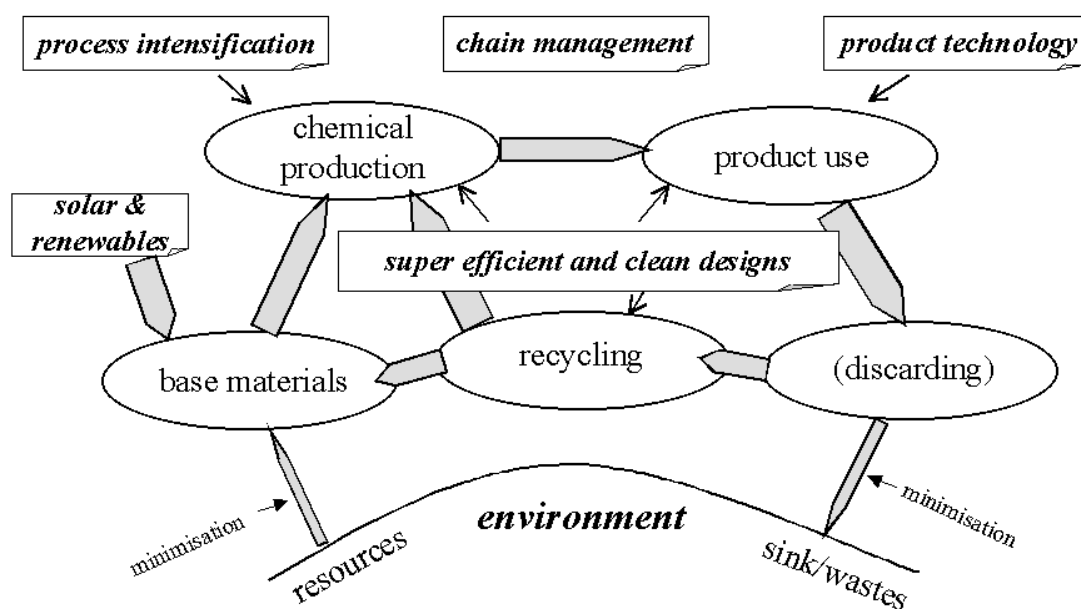 process intensification
chain management
product technology
chemical
production
product use
solar &
renewables
super efficient and clean designs
base materials
recycling
(discarding)
minimisation
resources
environment
sink/wastes
minimisation